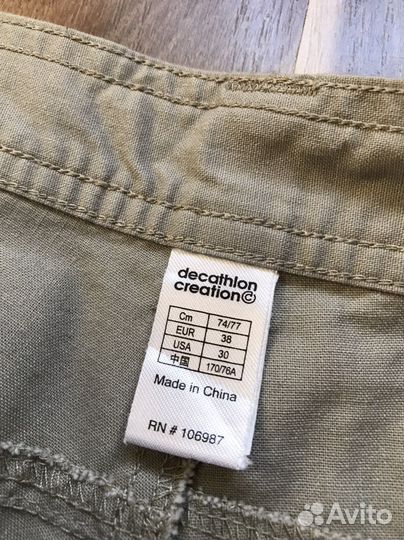 decathlon
creation©
Cm 74/77
EUR 38
USA 30
中国 170/76A
Made in China
RN # 106987
Avito